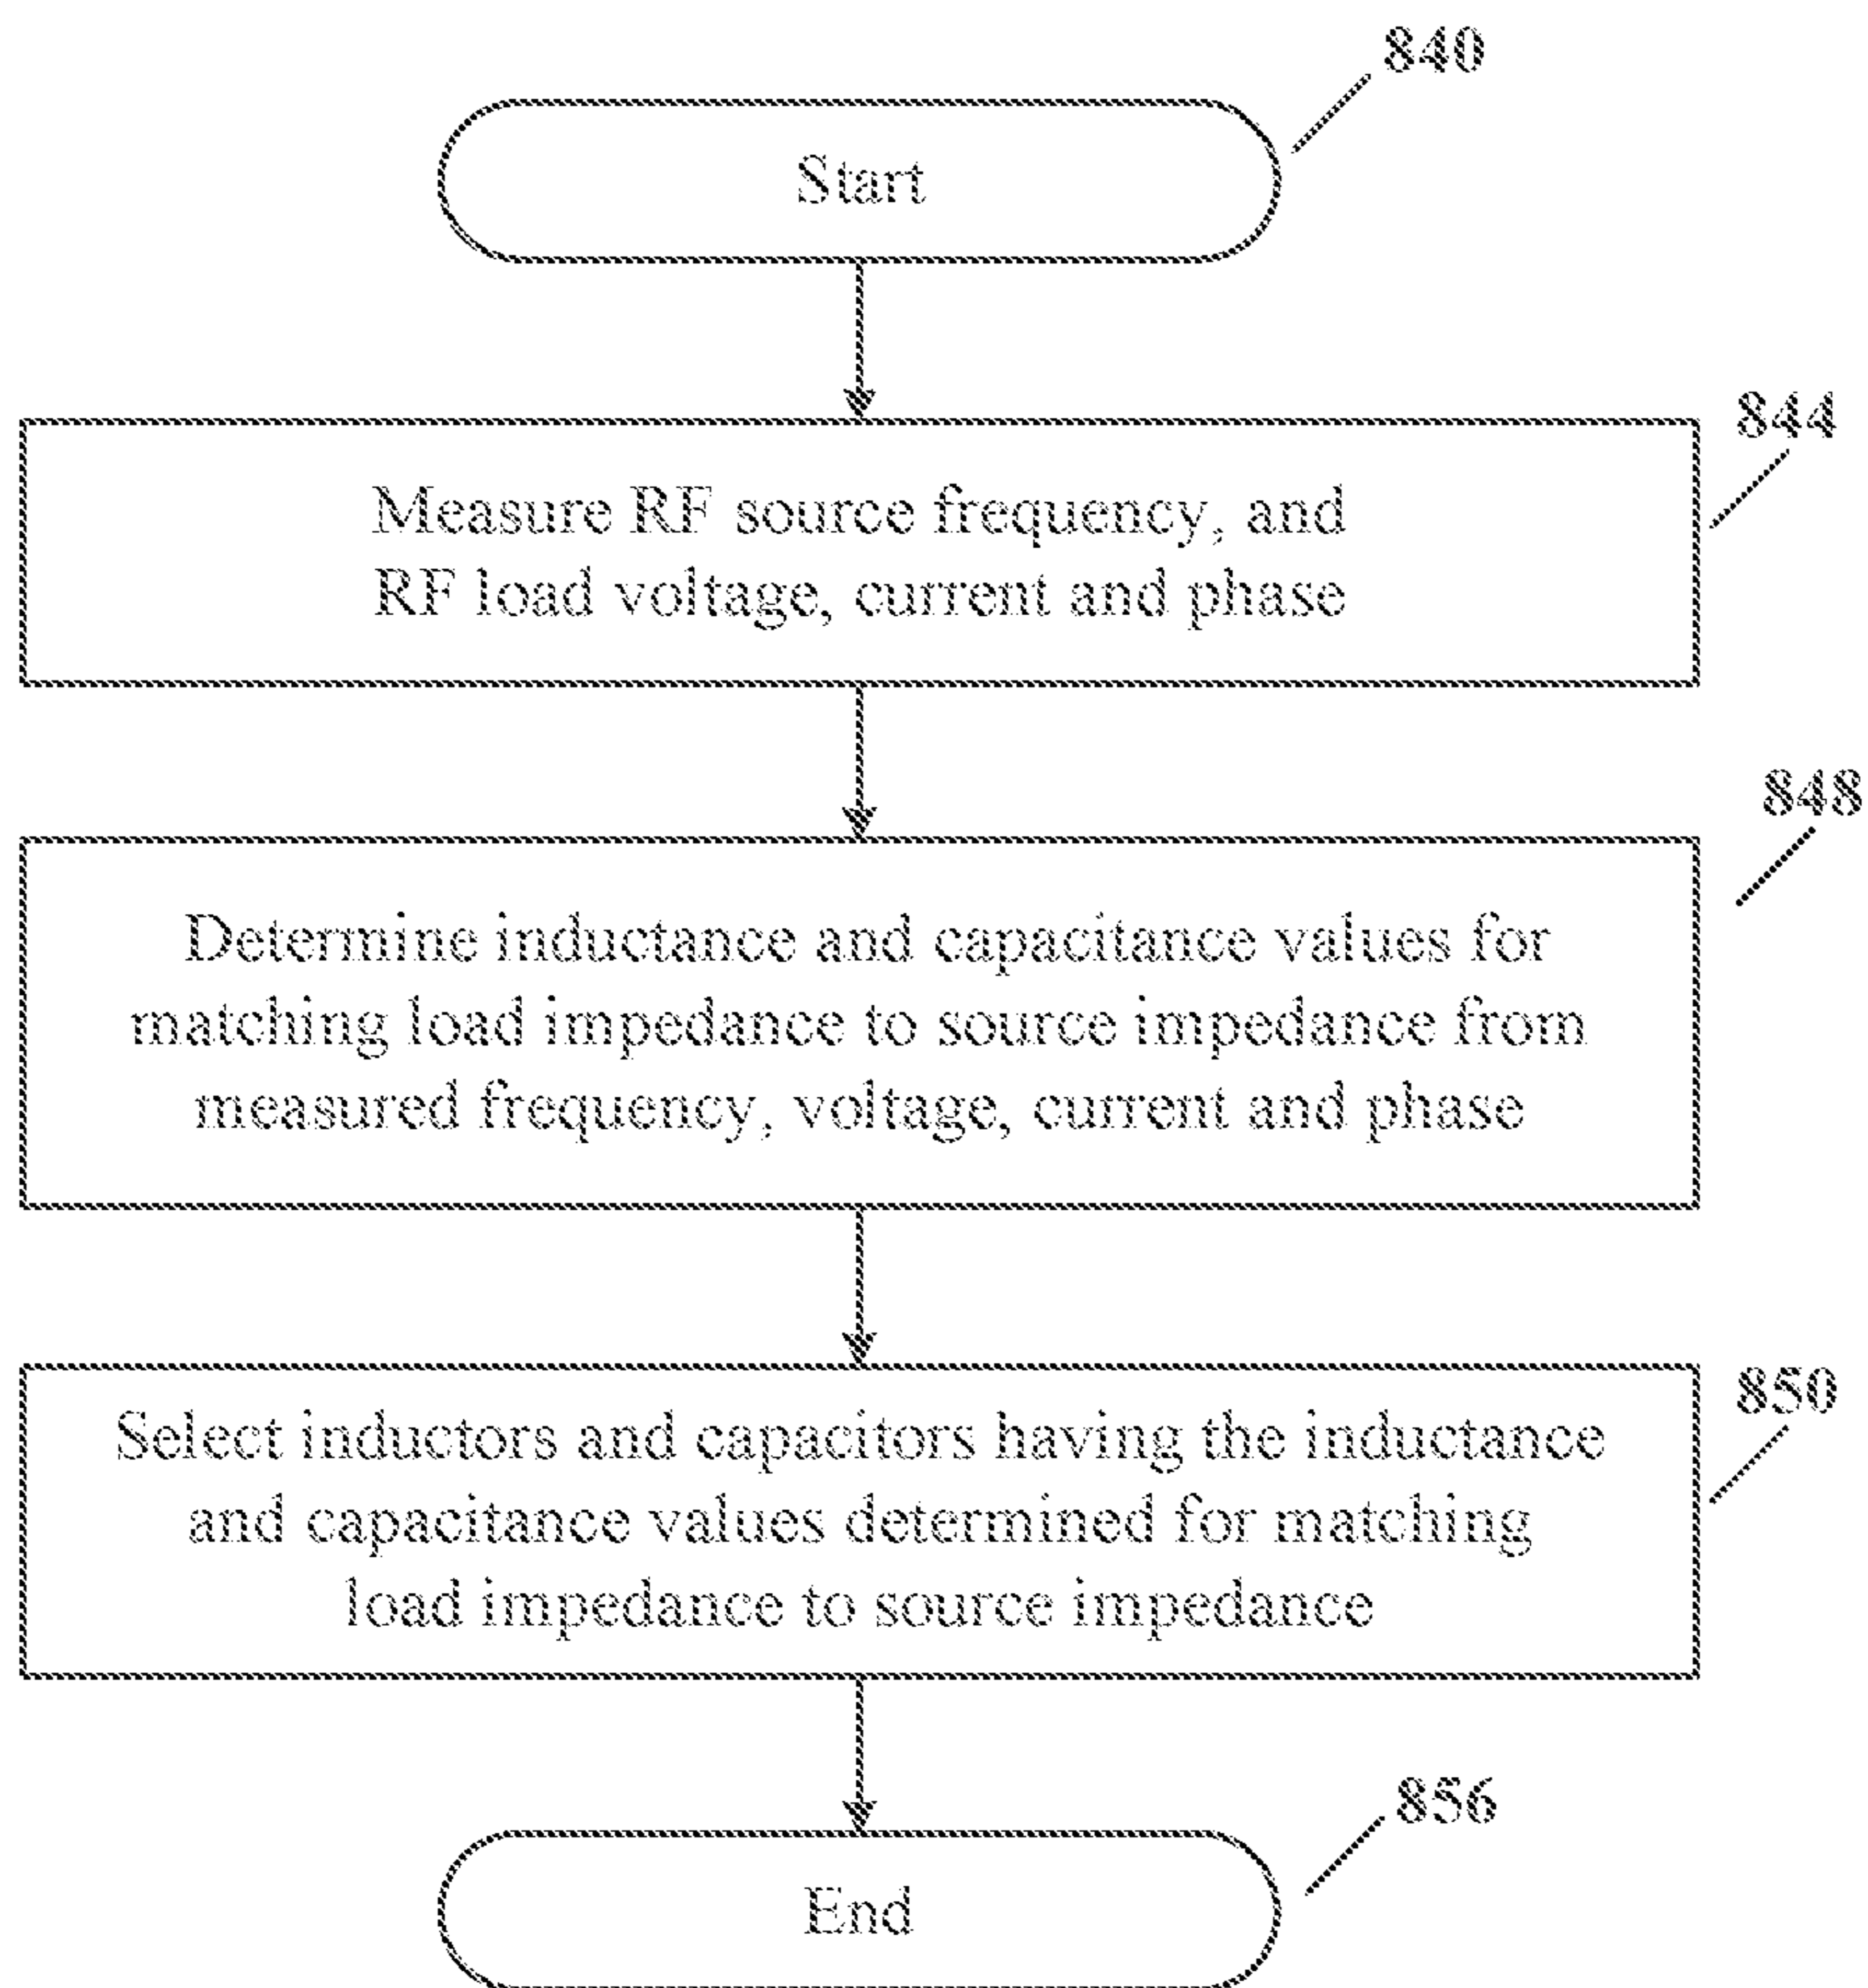 840
Start
844
Measure RF source frequency, and
RF load voltage, current and phase
848
Determine inductance and capacitance values for
matching load impedance to source impedance from
measured frequency, voltage, current and phase
850
Select inductors and capacitors having the inductance
and capacitance values determined for matching
load impedance to source impedance
856
End